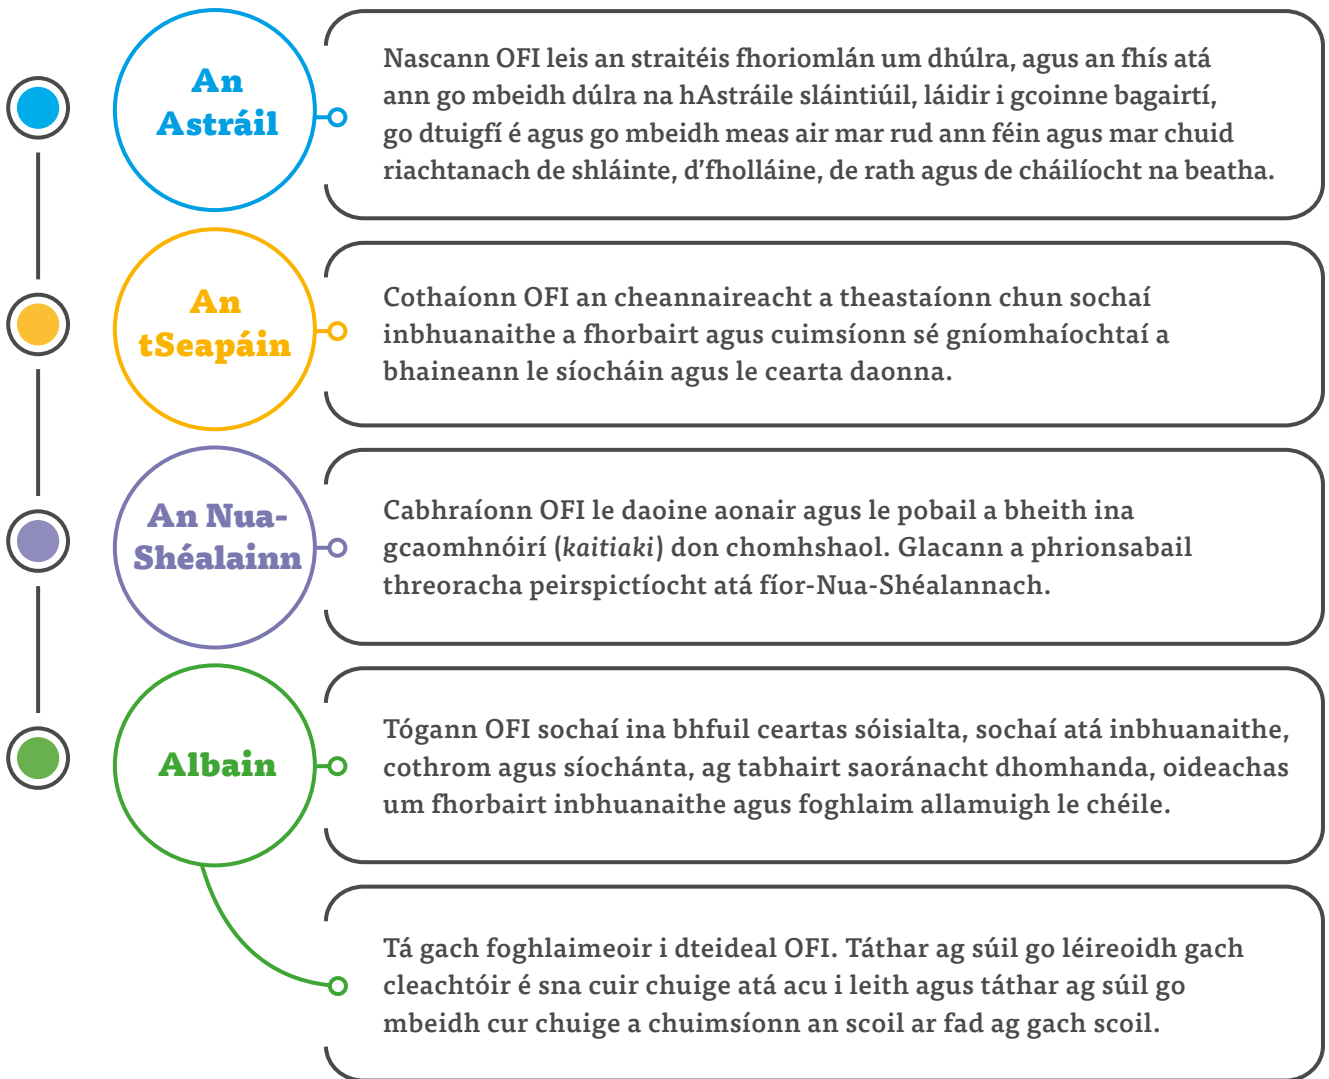 An
Astráil
Nascann OFI leis an straitéis fhoriomlán um dhúlra, agus an fhís atá
ann go mbeidh dúlra na hAstráile sláintiúil, láidir i gcoinne bagairtí,
go dtuigfí é agus go mbeidh meas air mar rud ann féin agus mar chuid
riachtanach de shláinte, d'fholláine, de rath agus de cháilíocht na beatha.
An
tSeapáin
Cothaíonn OFI an cheannaireacht a theastaíonn chun sochaí
inbhuanaithe a fhorbairt agus cuimsíonn sé gníomhaíochtaí a
bhaineann le síocháin agus le cearta daonna.
An Nua-
Shéalainn
Cabhraíonn OFI le daoine aonair agus le pobail a bheith ina
gcaomhnóirí (kaitiaki) don chomhshaol. Glacann a phrionsabail
threoracha peirspictíocht atá fíor-Nua-Shéalannach.
Albain
Tógann OFI sochaí ina bhfuil ceartas sóisialta, sochaí atá inbhuanaithe,
cothrom agus síochánta, ag tabhairt saoránacht dhomhanda, oideachas
um fhorbairt inbhuanaithe agus foghlaim allamuigh le chéile.
Tá gach foghlaimeoir i dteideal OFI. Táthar ag súil go léireoidh gach
cleachtóir é sna cuir chuige atá acu i leith agus táthar ag súil go
mbeidh cur chuige a chuimsíonn an scoil ar fad ag gach scoil.